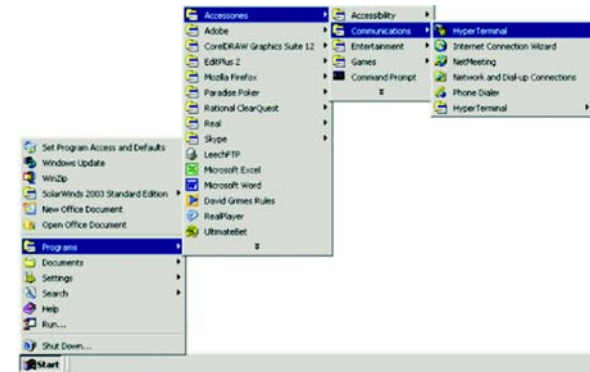 Set Program Access and Defaults
Windows Update
WinZip
SolarWinds 2003 Standard Edition
New Office Document
Open Office Document
Programs
Documents
Settings
Search
Help
Run...
Shut Down...
Start
Accessories
Adobe
CorelDRAW Graphics Suite 12
EditPlus 2
Mozilla Firefox
Paradise Poker
Rational ClearQuest
Real
Skype
LeechFTP
Microsoft Excel
Microsoft Word
David Grimes Rules
RealPlayer
UltimateBet
Accessibility
Communications
Entertainment
Games
Command Prompt
HyperTerminal
Internet Connection Wizard
NetMeeting
Network and Dial-up Connections
Phone Dialer
HyperTerminal